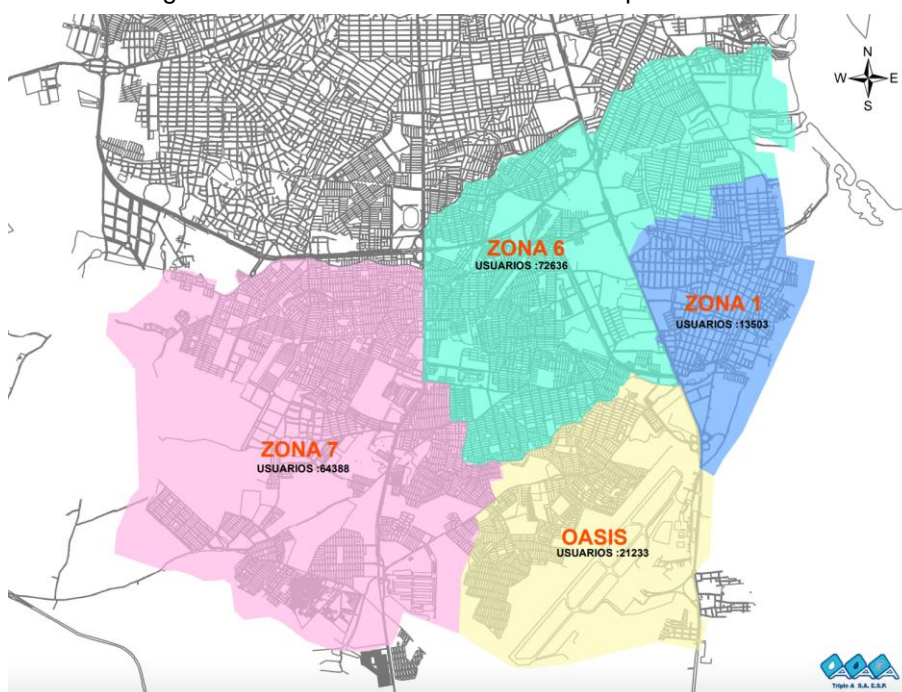 N
W E
S
ZONA 6
USUARIOS :72636
ZONA 1
USUARIOS :13503
ZONA 7
USUARIOS :64388
OASIS
USUARIOS :21233
Triple A S.A. E.S.P.